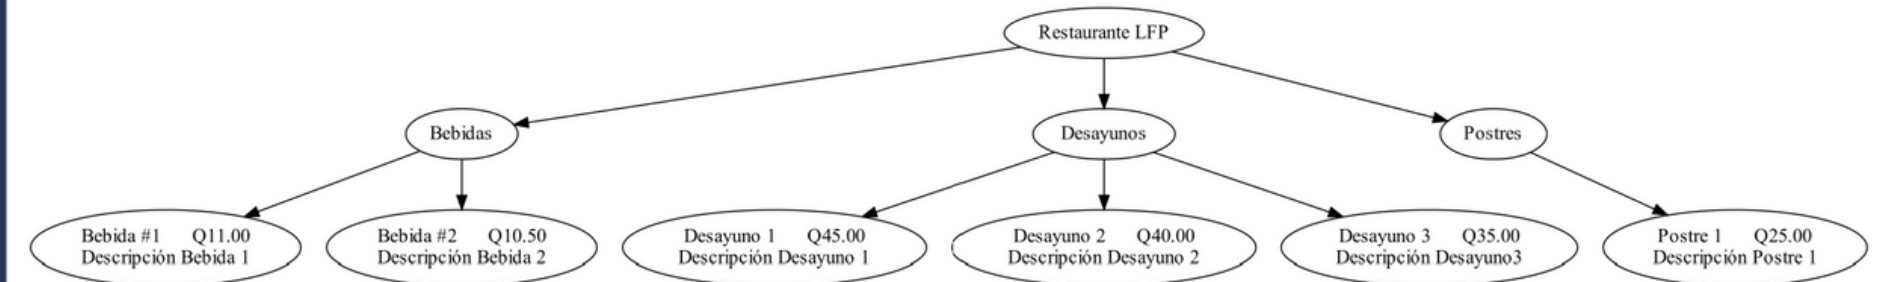 Restaurante LFP
Bebidas
Desayunos
Postres
Bebida #1 Q11.00
Descripción Bebida 1
Bebida #2 Q10.50
Descripción Bebida 2
Desayuno 1 Q45.00
Descripción Desayuno 1
Desayuno 2 Q40.00
Descripción Desayuno 2
Desayuno 3 Q35.00
Descripción Desayuno3
Postre 1 Q25.00
Descripción Postre 1